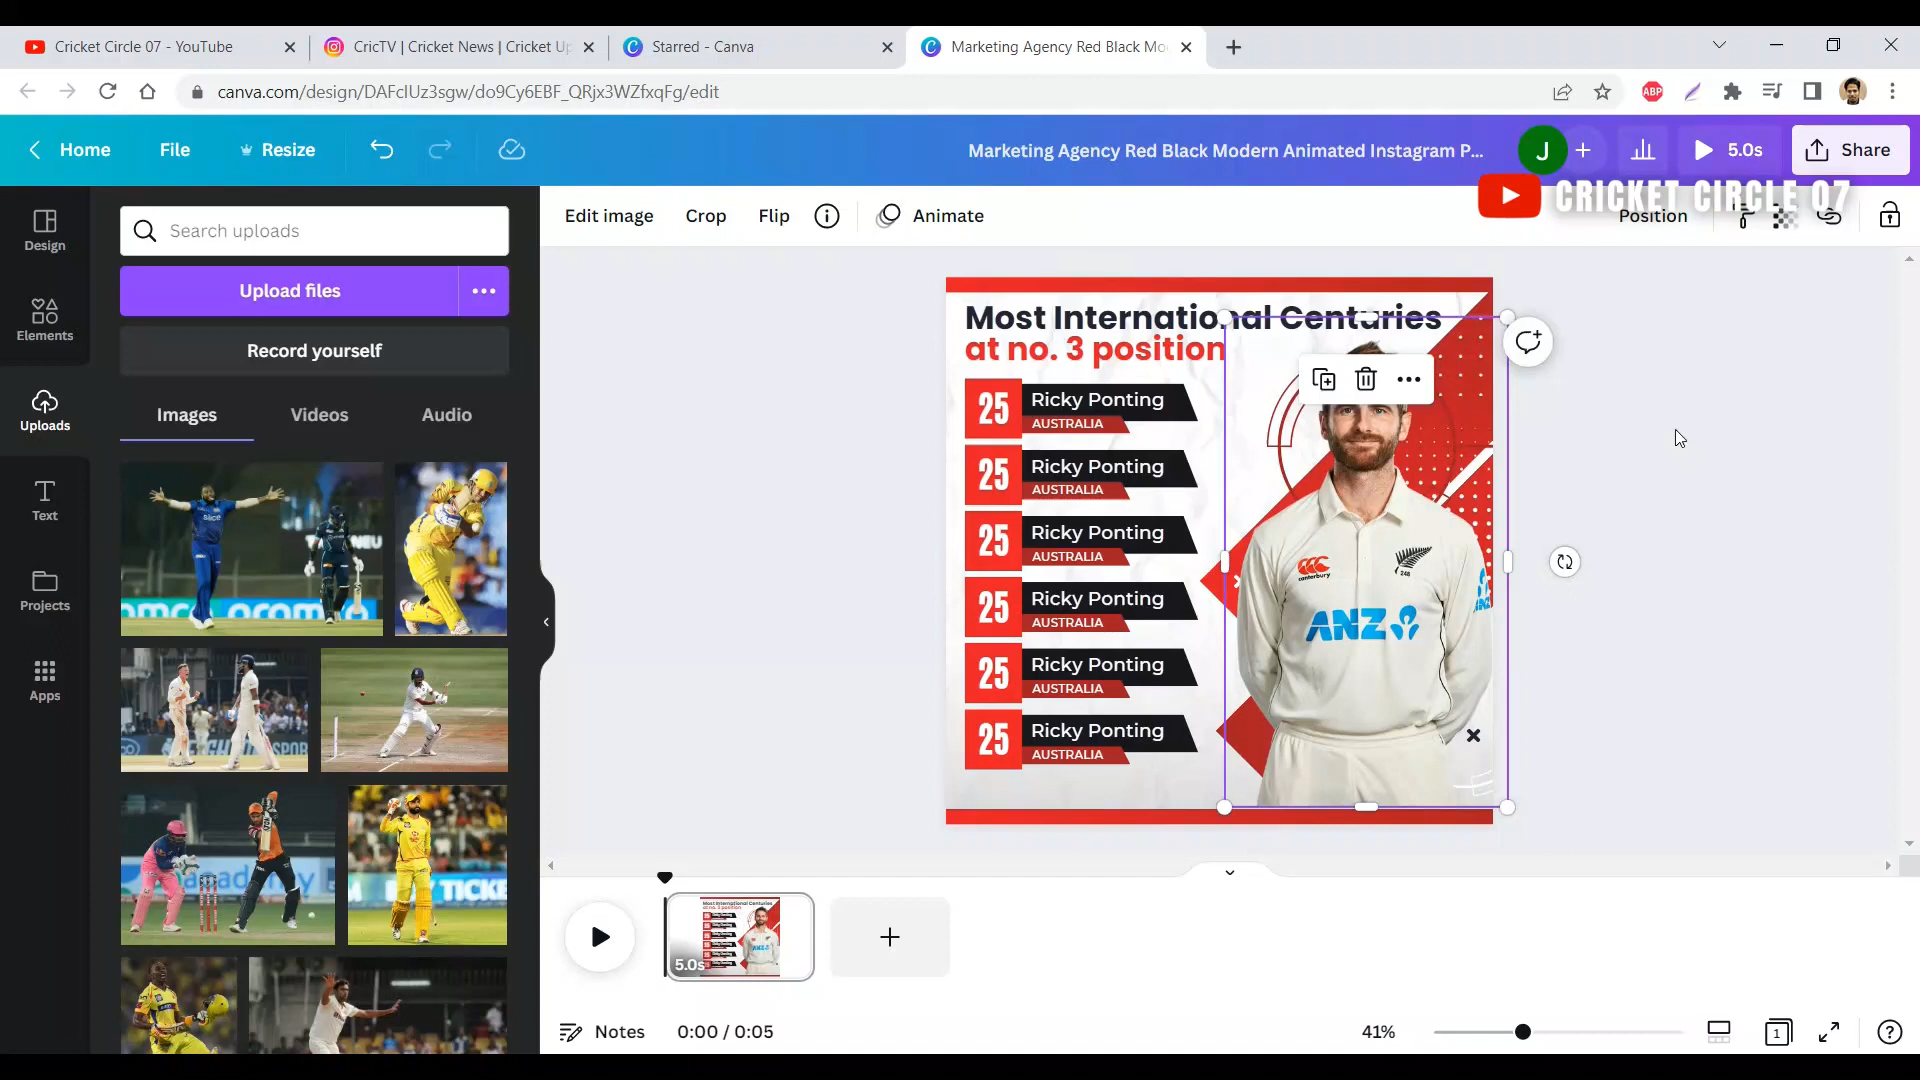 Cricket Circle 07 - YouTube
CricTV | Cricket News | Cricket Up
Starred - Canva
Marketing Agency Red Black Mo
canva.com/design/DAFclUz3sgw/do9Cy6EBF_QRjx3WZfxqFg/edit
ABP
Home
File
Resize
Marketing Agency Red Black Modern Animated Instagram P...
J
5.0s
Share
CRICKET CIRCLE 07
Edit image
Crop
Flip
Animate
Position
Design
Elements
Uploads
Text
Projects
Apps
Search uploads
Upload files
Record yourself
Images
Videos
Audio
Most International Centuries
at no. 3 position
25
Ricky Ponting
AUSTRALIA
25
Ricky Ponting
AUSTRALIA
25
Ricky Ponting
AUSTRALIA
25
Ricky Ponting
AUSTRALIA
25
Ricky Ponting
AUSTRALIA
25
Ricky Ponting
AUSTRALIA
canterbury
248
ANZ
5.0s
Notes
0:00 / 0:05
41%
1